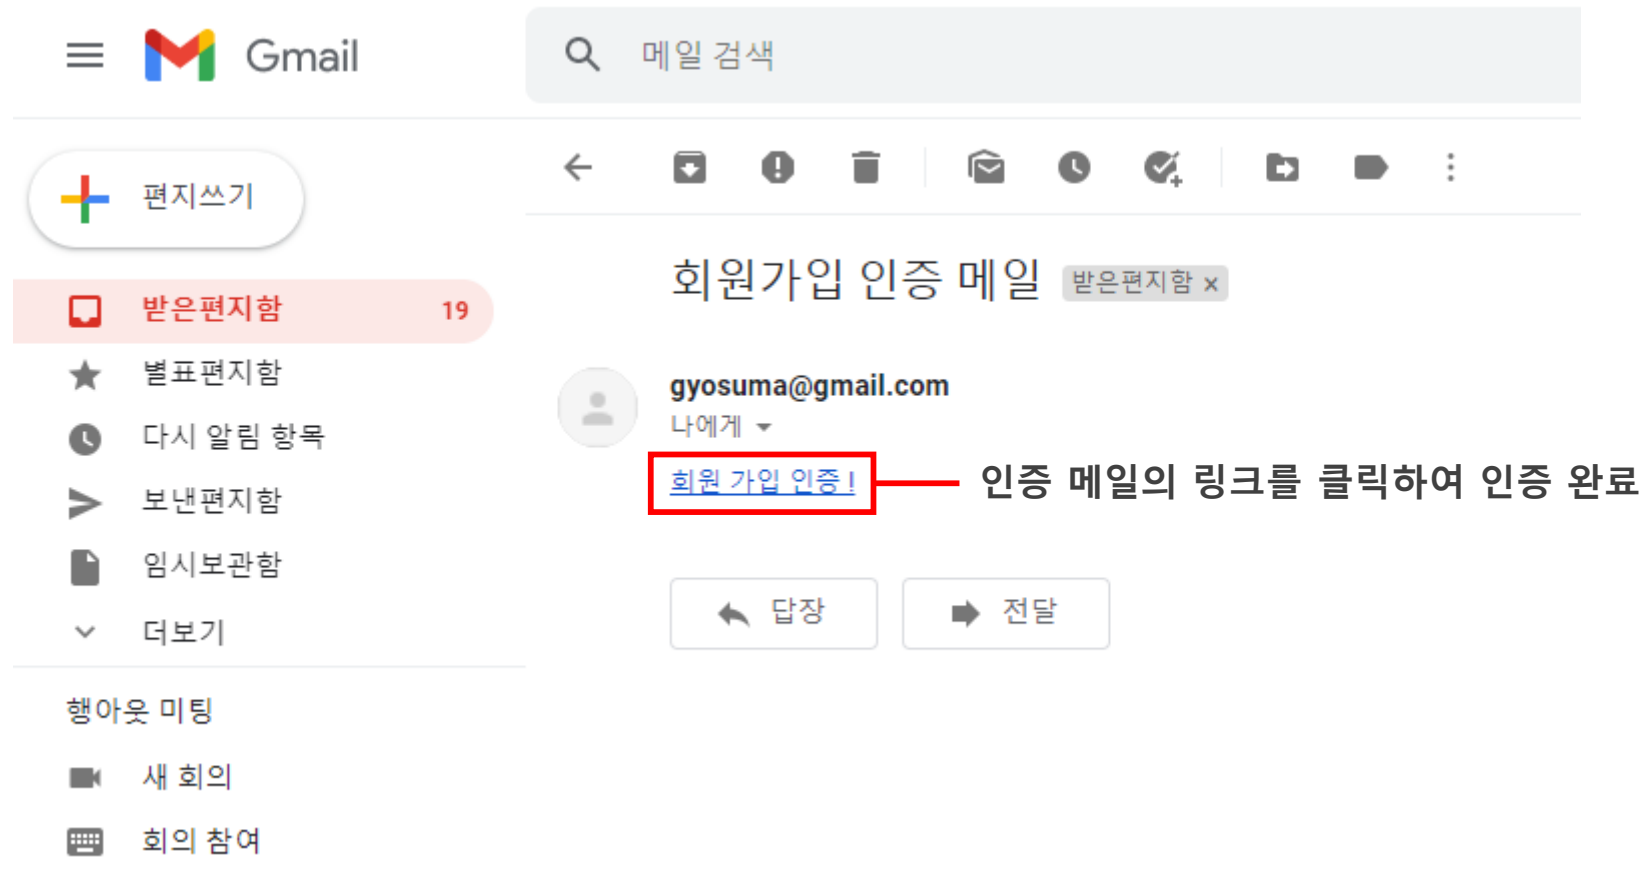 Gmail
메일 검색
편지쓰기
받은편지함 19
별표편지함
다시 알림 항목
보낸편지함
임시보관함
더보기
행아웃 미팅
새 회의
회의 참여
회원가입 인증 메일 받은편지함 x
gyosuma@gmail.com
나에게
회원 가입 인증 !
인증 메일의 링크를 클릭하여 인증 완료
답장
전달